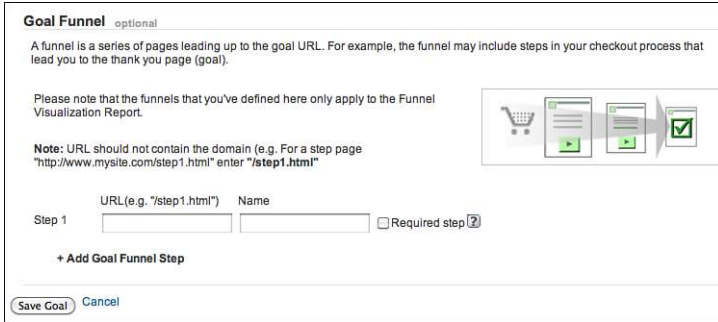 Goal Funnel optional
A funnel is a series of pages leading up to the goal URL. For example, the funnel may include steps in your checkout process that
lead you to the thank you page (goal).
Please note that the funnels that you've defined here only apply to the Funnel
Visualization Report.
Note: URL should not contain the domain (e.g. For a step page
"http://www.mysite.com/step1.html" enter "/step1.html"
URL(e.g. "/step1.html") Name
Step 1 Required step ?
+ Add Goal Funnel Step
Save Goal Cancel